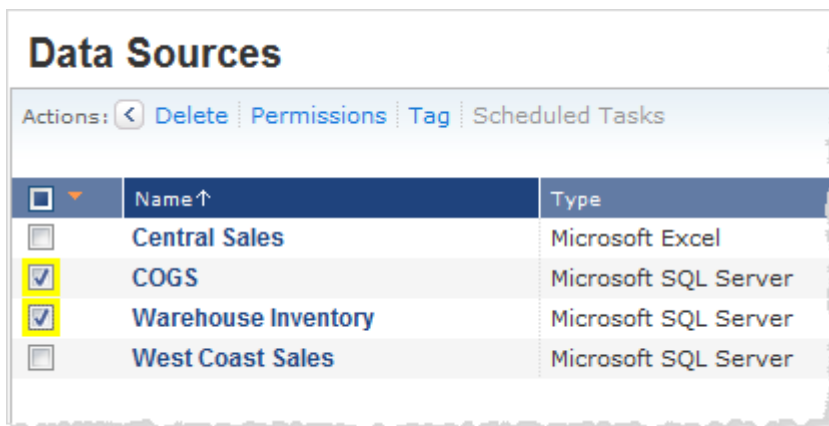 Data Sources
Actions: Delete Permissions Tag Scheduled Tasks
Name↑ Type
Central Sales Microsoft Excel
COGS Microsoft SQL Server
Warehouse Inventory Microsoft SQL Server
West Coast Sales Microsoft SQL Server